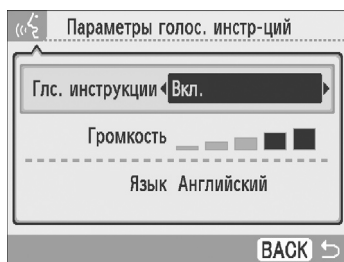 Параметры голос. инстр-ций
Глс. инструкции Вкл.
Громкость
Язык Английский
BACK